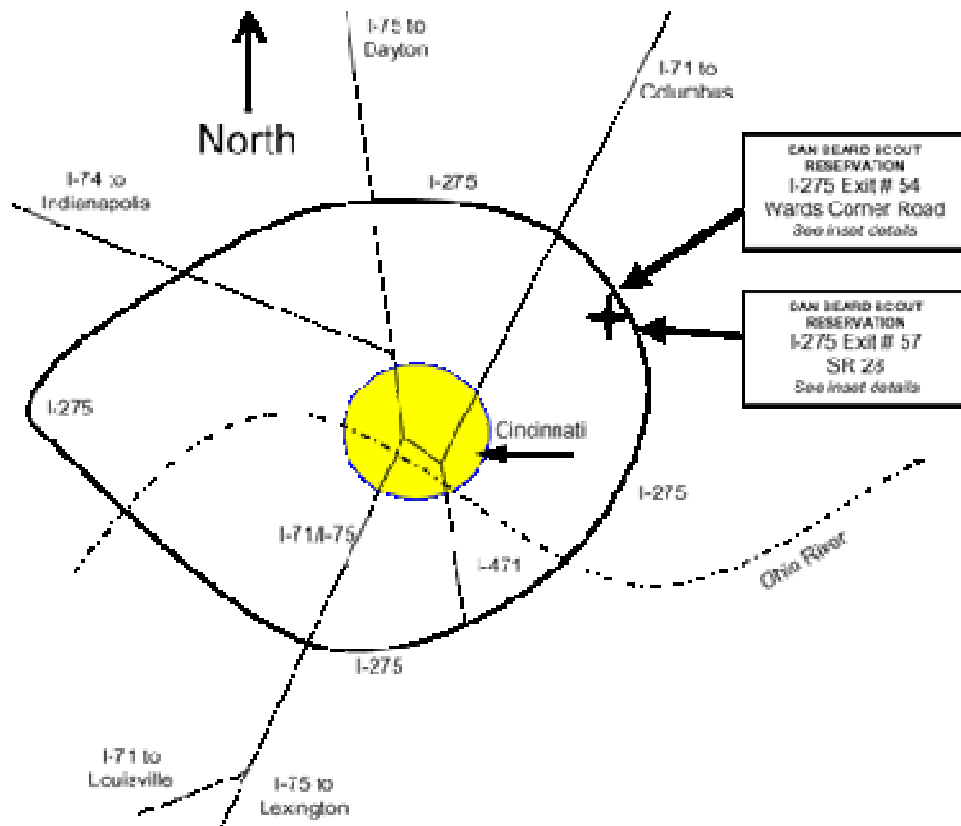 I-75 to
Dayton
I-71 to
Columbus
North
I-74 to
Indianapolis
I-275
DAN BEARD SCOUT
RESERVATION
I-275 Exit # 54
Wards Corner Road
See inset details
DAN BEARD SCOUT
RESERVATION
I-275 Exit # 57
SR 28
See inset details
I-275
Cincinnati
I-275
I-71/I-75
I-471
Ohio River
I-275
I-71 to
Louisville
I-75 to
Lexington